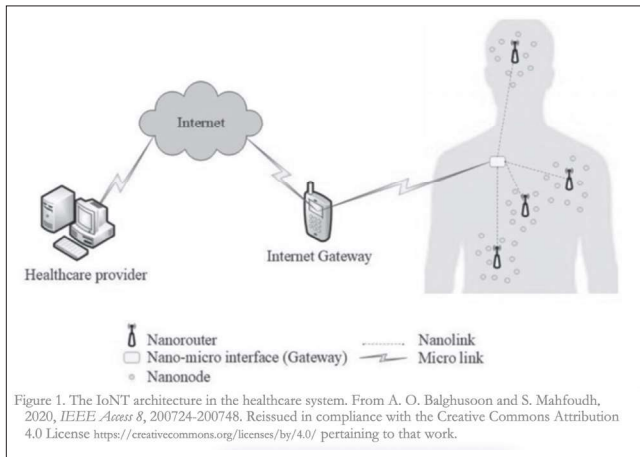 Internet
Healthcare provider
Internet Gateway
Nanorouter
Nano-micro interface (Gateway)
Nanonode
Nanolink
Micro link
Figure 1. The IoNT architecture in the healthcare system. From A. O. Balghusoon and S. Mahfoudh,
2020, IEEE Access 8, 200724-200748. Reissued in compliance with the Creative Commons Attribution
4.0 License https://creativecommons.org/licenses/by/4.0/ pertaining to that work.